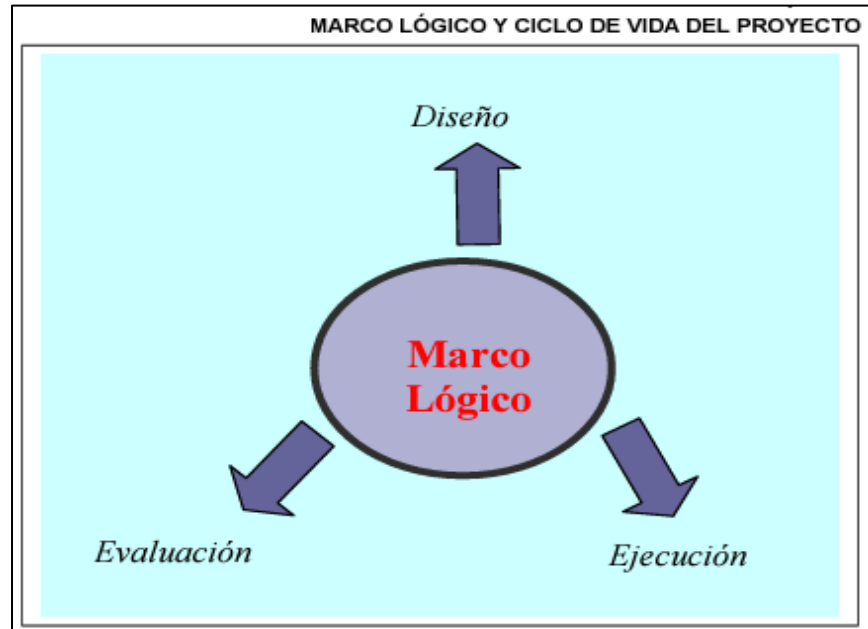 MARCO LÓGICO Y CICLO DE VIDA DEL PROYECTO
Diseño
Marco
Lógico
Evaluación
Ejecución